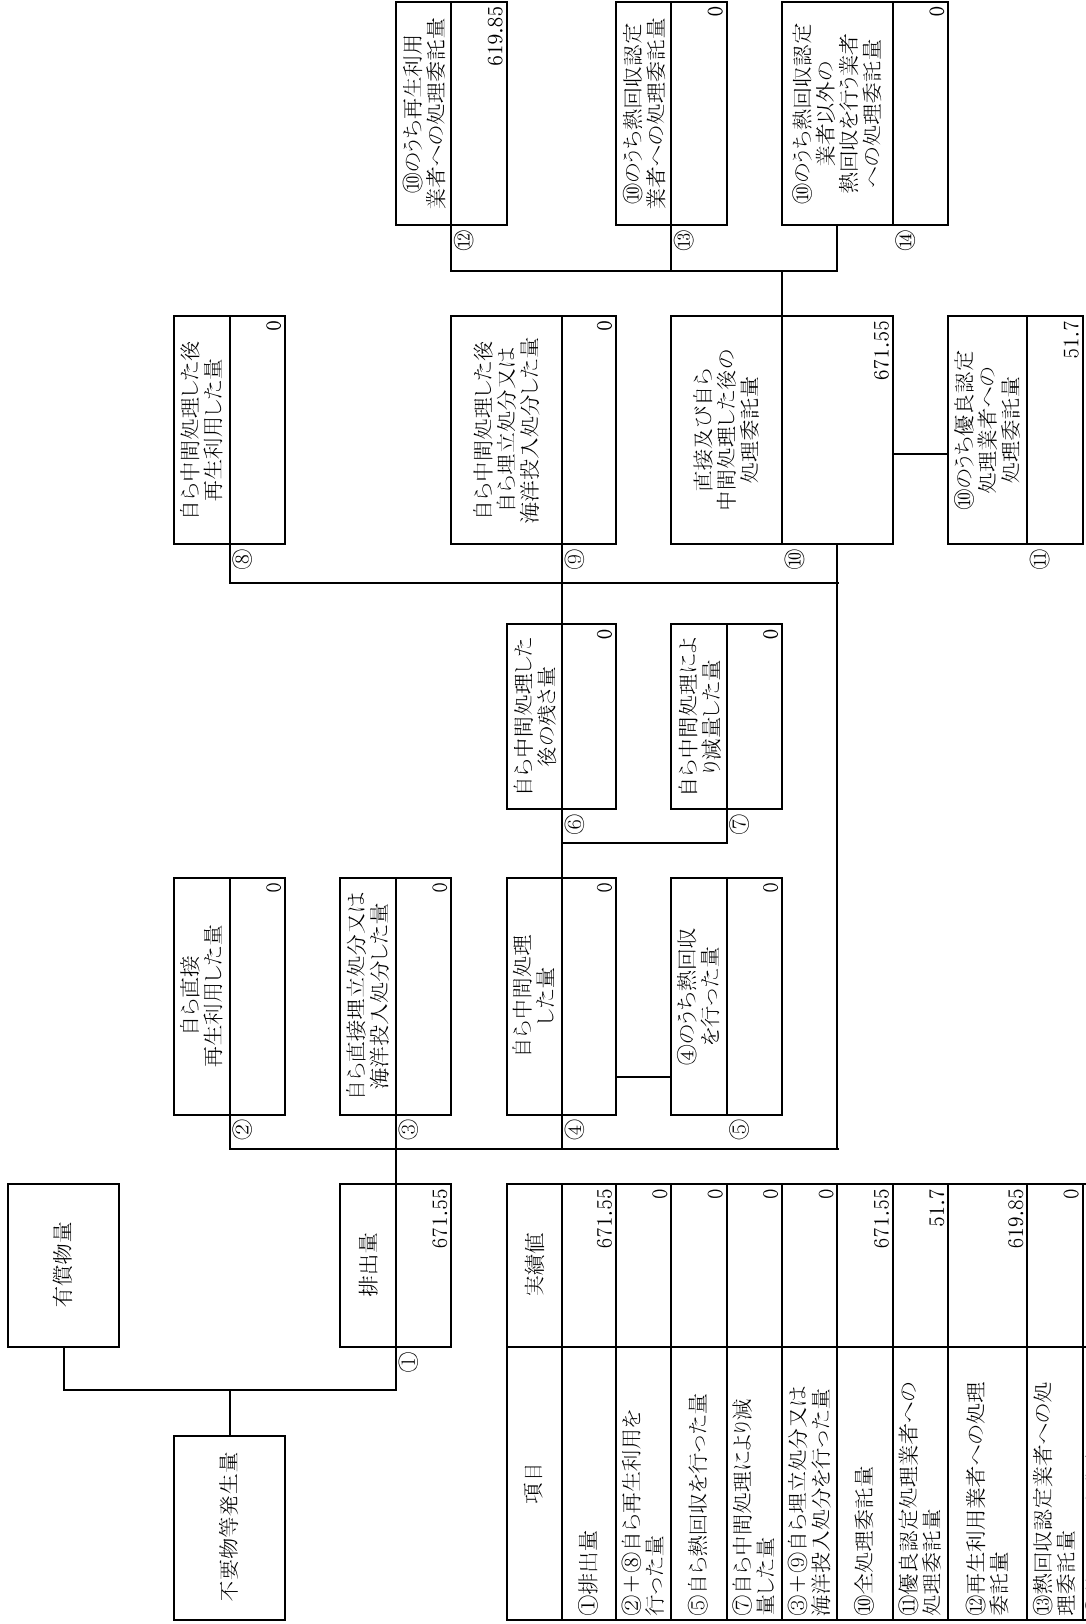 不要物等発生量
有償物量
排出量
①
671.55
自ら直接
再生利用した量
②
0
自ら直接埋立処分又は
海洋投入処分した量
③
0
自ら中間処理
した量
④
0
④のうち熱回収
を行った量
⑤
0
自ら中間処理した
後の残さ量
⑥
0
自ら中間処理によ
り減量した量
⑦
0
自ら中間処理した後
再生利用した量
⑧
0
自ら中間処理した後
自ら埋立処分又は
海洋投入処分した量
⑨
0
直接及び自ら
中間処理した後の
処理委託量
⑩
671.55
⑩のうち優良認定
処理業者への
処理委託量
⑪
51.7
⑩のうち再生利用
業者への処理委託量
⑫
619.85
⑩のうち熱回収認定
業者への処理委託量
⑬
0
⑩のうち熱回収認定
業者以外の
熱回収を行う業者
への処理委託量
⑭
0
項目 実績値
①排出量 671.55
②+⑧自ら再生利用を
行った量 0
⑤自ら熱回収を行った量 0
⑦自ら中間処理により減
量した量 0
③+⑨自ら埋立処分又は
海洋投入処分を行った量 0
⑩全処理委託量 671.55
⑪優良認定処理業者への
処理委託量 51.7
⑫再生利用業者への処理
委託量 619.85
⑬熱回収認定業者への処
理委託量 0